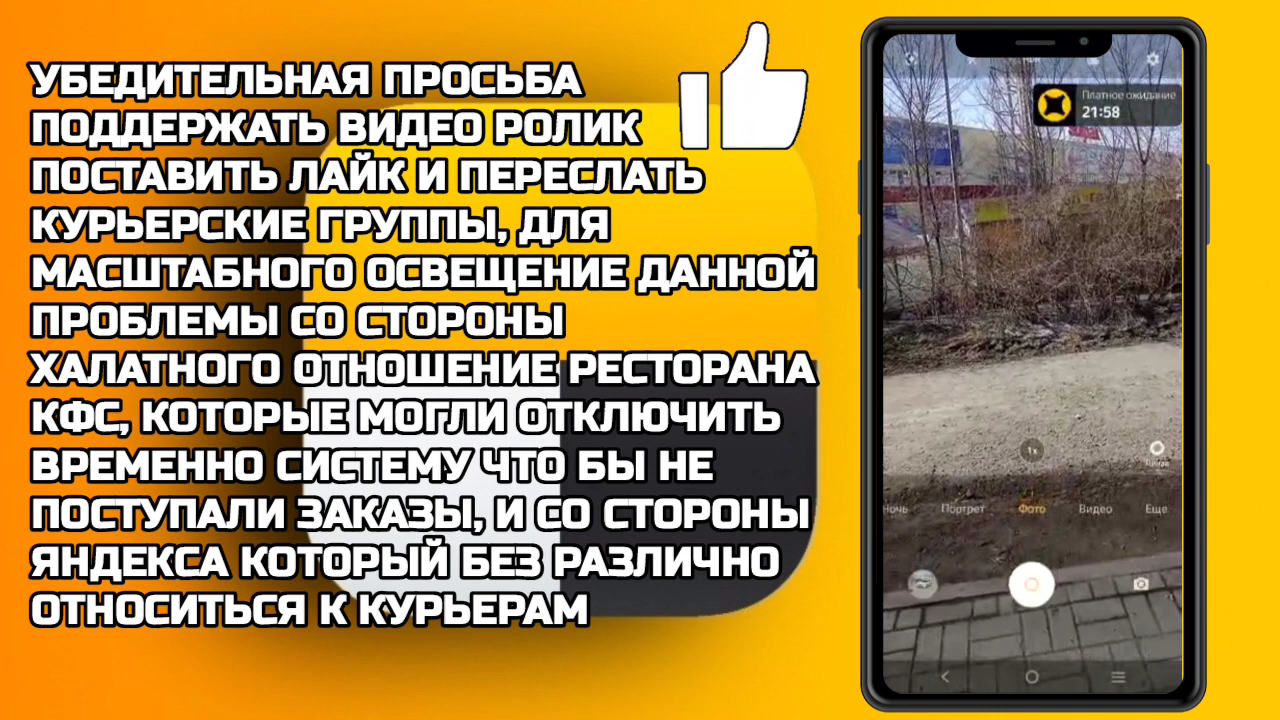 УБЕДИТЕЛЬНАЯ ПРОСЬБА
ПОДДЕРЖАТЬ ВИДЕО РОЛИК
ПОСТАВИТЬ ЛАЙК И ПЕРЕСЛАТЬ
КУРЬЕРСКИЕ ГРУППЫ, ДЛЯ
МАСШТАБНОГО ОСВЕЩЕНИЕ ДАННОЙ
ПРОБЛЕМЫ СО СТОРОНЫ
ХАЛАТНОГО ОТНОШЕНИЕ РЕСТОРАНА
КФС, КОТОРЫЕ МОГЛИ ОТКЛЮЧИТЬ
ВРЕМЕННО СИСТЕМУ ЧТО БЫ НЕ
ПОСТУПАЛИ ЗАКАЗЫ, И СО СТОРОНЫ
ЯНДЕКСА КОТОРЫЙ БЕЗ РАЗЛИЧНО
ОТНОСИТЬСЯ К КУРЬЕРАМ
Платное ожидание
21:58
1x
Ночь Портрет Фото Видео Еще